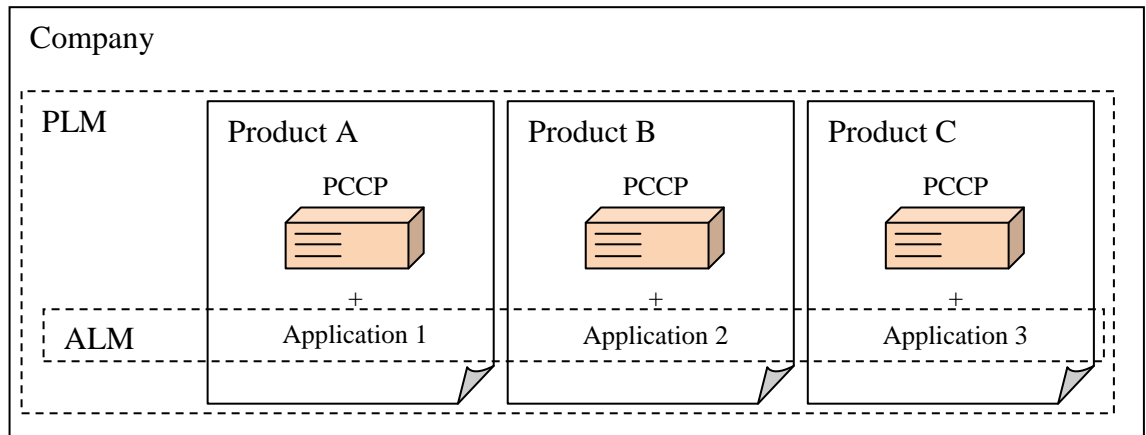 Company
PLM
Product A
Product B
Product C
PCCP
PCCP
PCCP
+
+
+
ALM
Application 1
Application 2
Application 3